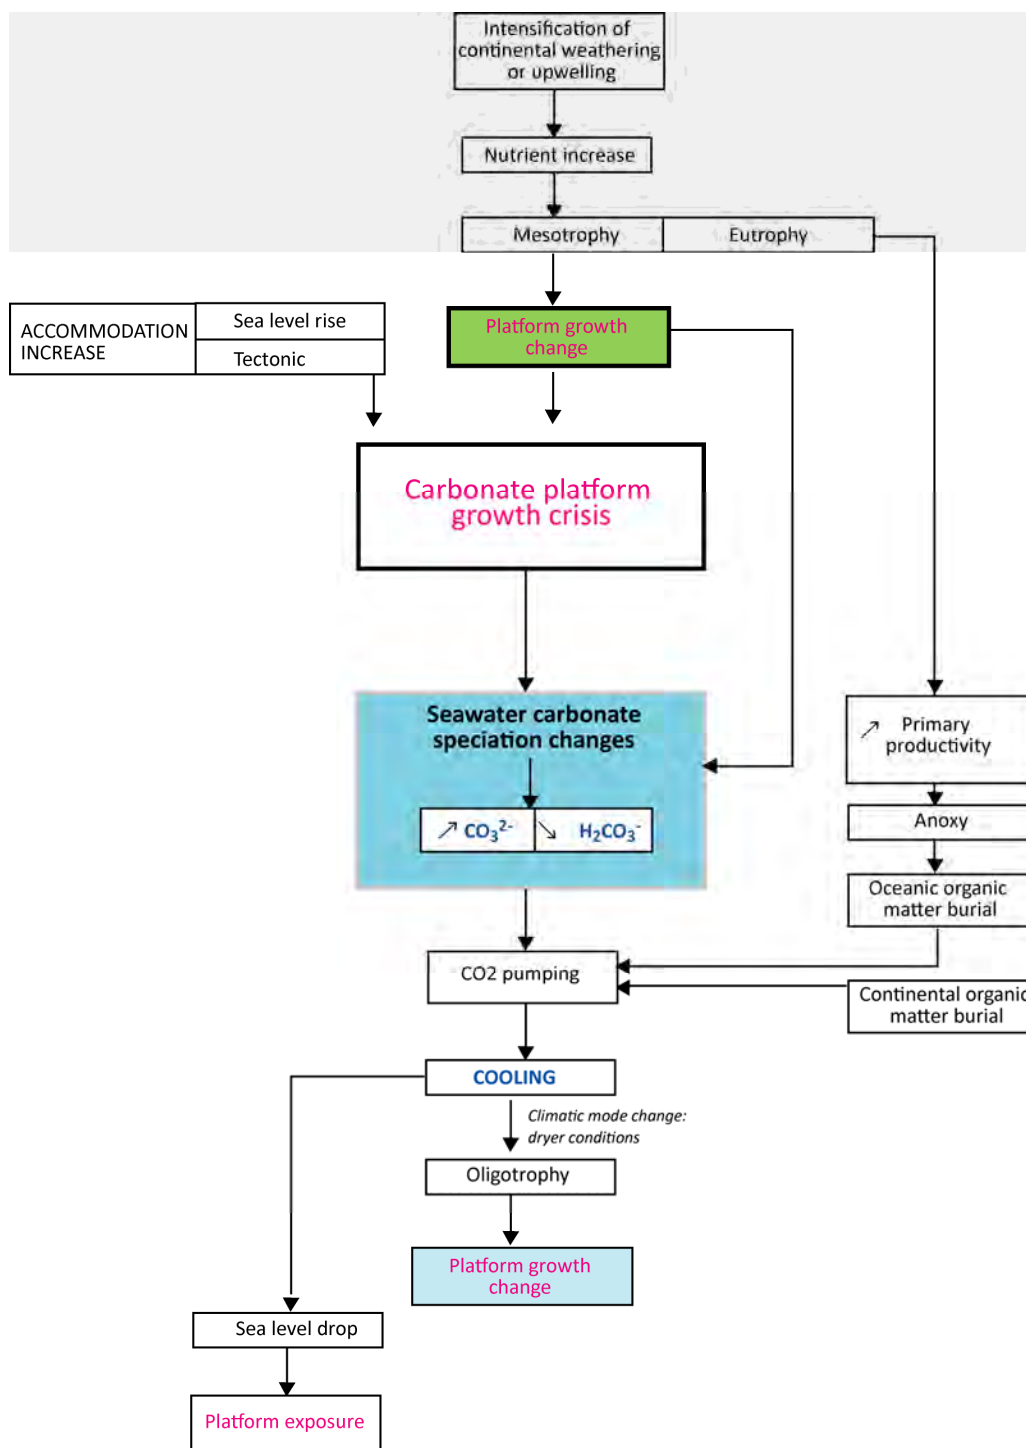 Intensification of
continental weathering
or upwelling
Nutrient increase
Mesotrophy
Eutrophy
ACCOMMODATION
INCREASE
Sea level rise
Tectonic
Platform growth
change
Carbonate platform
growth crisis
Seawater carbonate
speciation changes
↗ CO₃²⁻
↘ H₂CO₃⁻
↗ Primary
productivity
Anoxy
Oceanic organic
matter burial
CO2 pumping
Continental organic
matter burial
COOLING
Climatic mode change:
dryer conditions
Oligotrophy
Platform growth
change
Sea level drop
Platform exposure